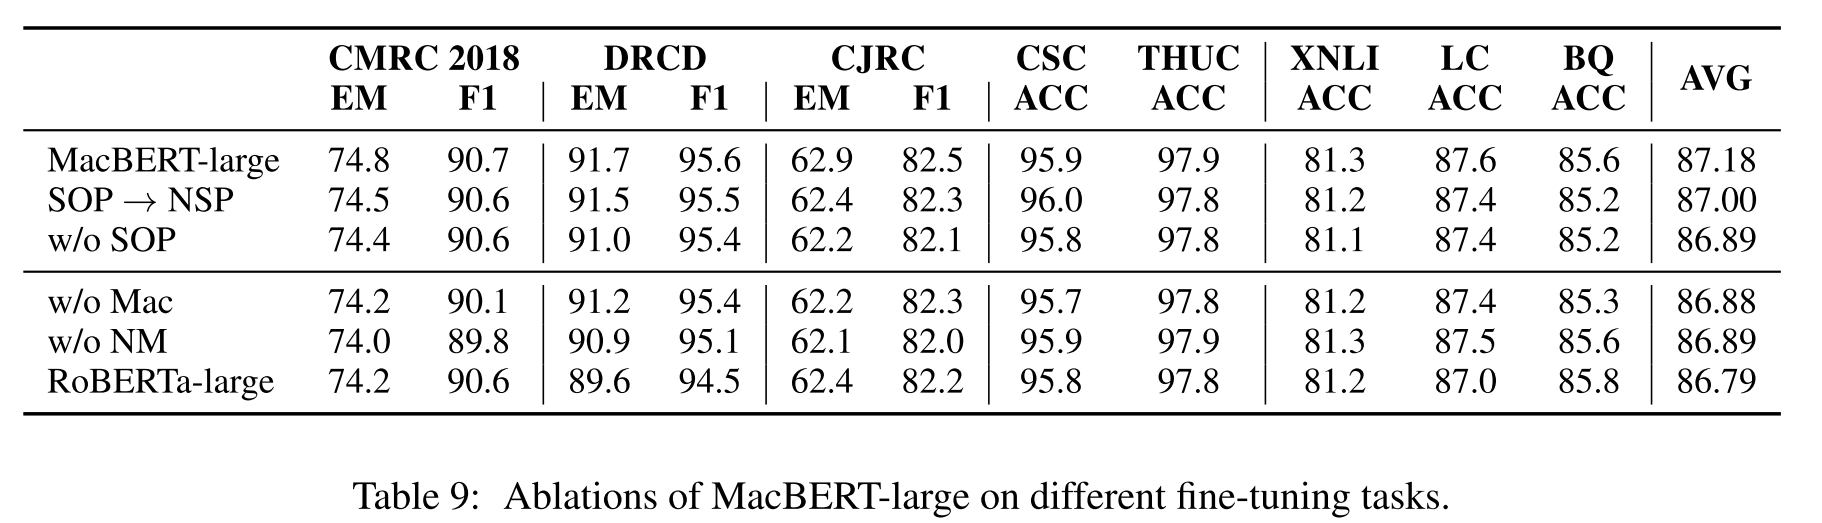 CMRC 2018 DRCD CJRC CSC THUC XNLI LC BQ AVG
EM F1 EM F1 EM F1 ACC ACC ACC ACC ACC
MacBERT-large 74.8 90.7 91.7 95.6 62.9 82.5 95.9 97.9 81.3 87.6 85.6 87.18
SOP → NSP 74.5 90.6 91.5 95.5 62.4 82.3 96.0 97.8 81.2 87.4 85.2 87.00
w/o SOP 74.4 90.6 91.0 95.4 62.2 82.1 95.8 97.8 81.1 87.4 85.2 86.89
w/o Mac 74.2 90.1 91.2 95.4 62.2 82.3 95.7 97.8 81.2 87.4 85.3 86.88
w/o NM 74.0 89.8 90.9 95.1 62.1 82.0 95.9 97.9 81.3 87.5 85.6 86.89
RoBERTa-large 74.2 90.6 89.6 94.5 62.4 82.2 95.8 97.8 81.2 87.0 85.8 86.79
Table 9: Ablations of MacBERT-large on different fine-tuning tasks.